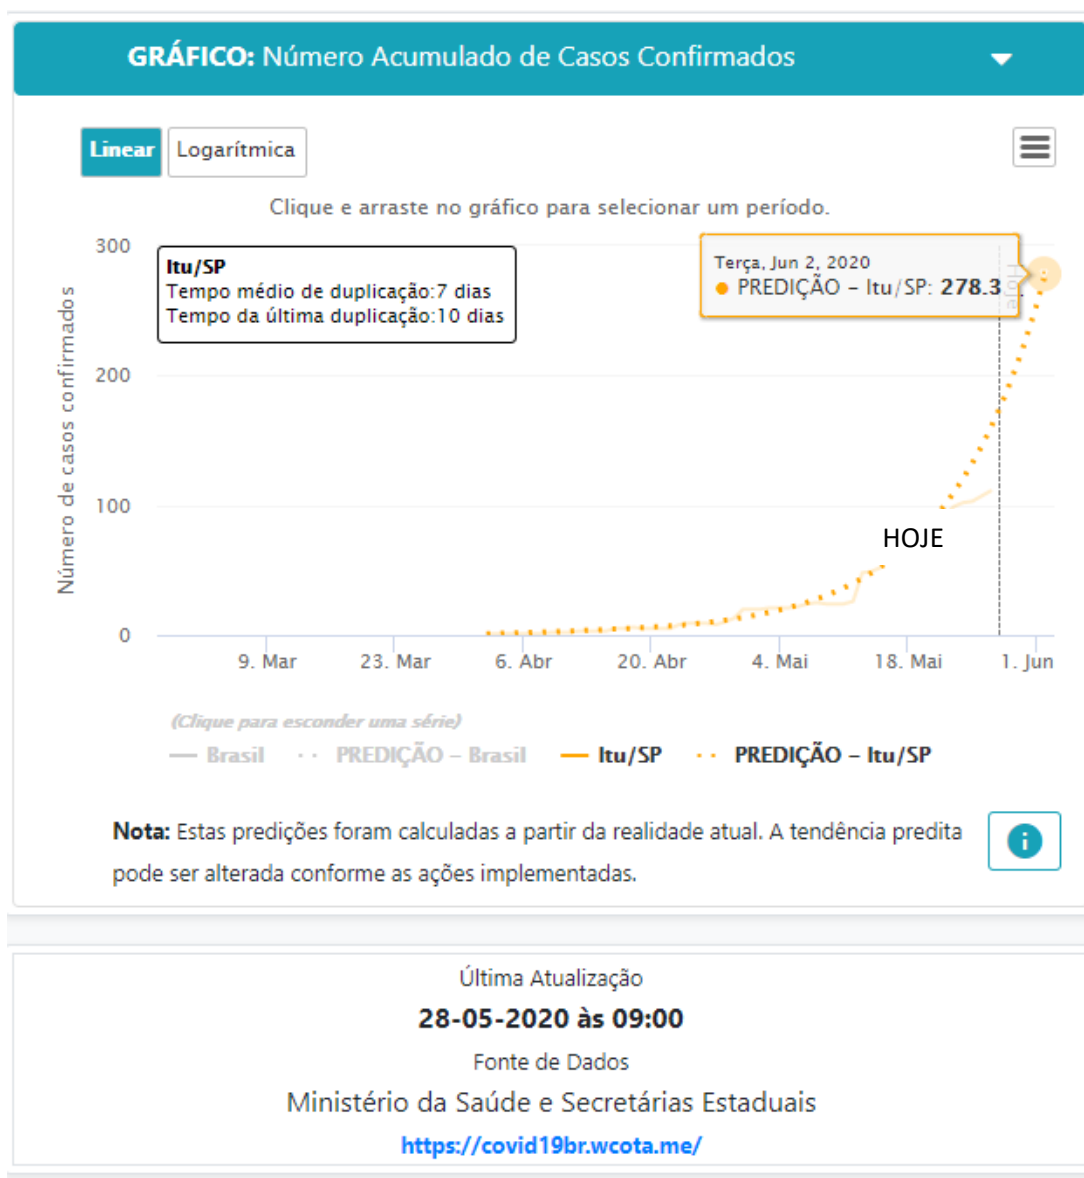 GRÁFICO: Número Acumulado de Casos Confirmados
Linear Logarítmica
Clique e arraste no gráfico para selecionar um período.
Número de casos confirmados
300
200
100
0
Itu/SP
Tempo médio de duplicação:7 dias
Tempo da última duplicação:10 dias
Terça, Jun 2, 2020
PREDIÇÃO – Itu/SP: 278.3
Hoje
HOJE
9. Mar 23. Mar 6. Abr 20. Abr 4. Mai 18. Mai 1. Jun
(Clique para esconder uma série)
Brasil PREDIÇÃO – Brasil Itu/SP PREDIÇÃO – Itu/SP
Nota: Estas predições foram calculadas a partir da realidade atual. A tendência predita
pode ser alterada conforme as ações implementadas.
i
Última Atualização
28-05-2020 às 09:00
Fonte de Dados
Ministério da Saúde e Secretárias Estaduais
https://covid19br.wcota.me/